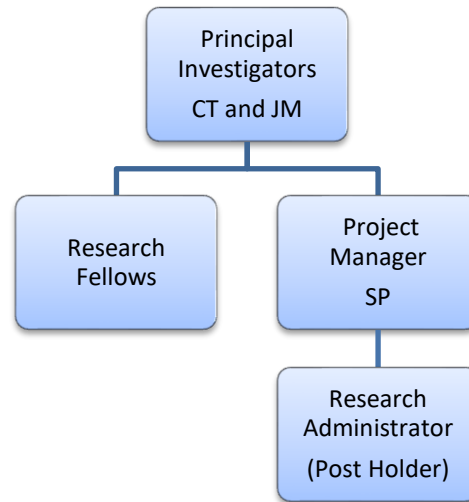 Principal
Investigators
CT and JM
Research
Fellows
Project
Manager
SP
Research
Administrator
(Post Holder)